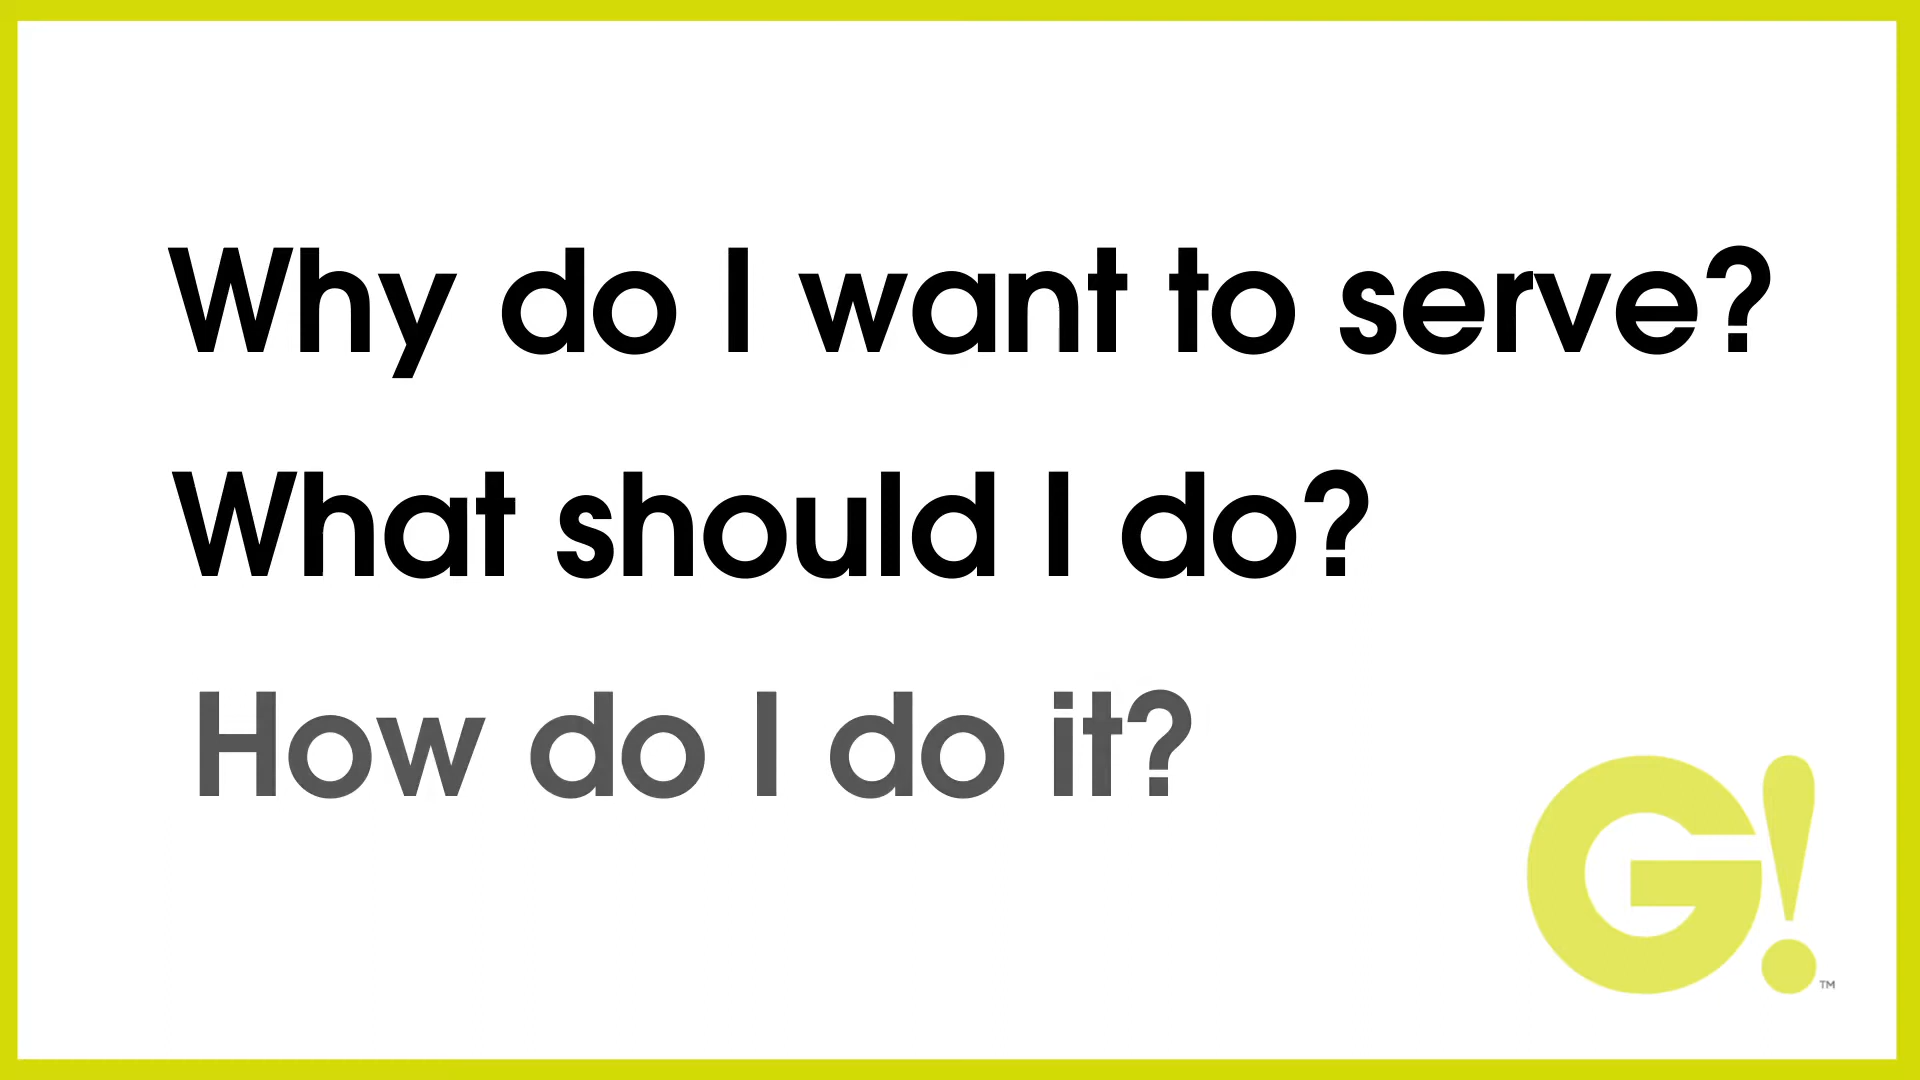 Why do I want to serve?
What should I do?
How do I do it?
G!
TM